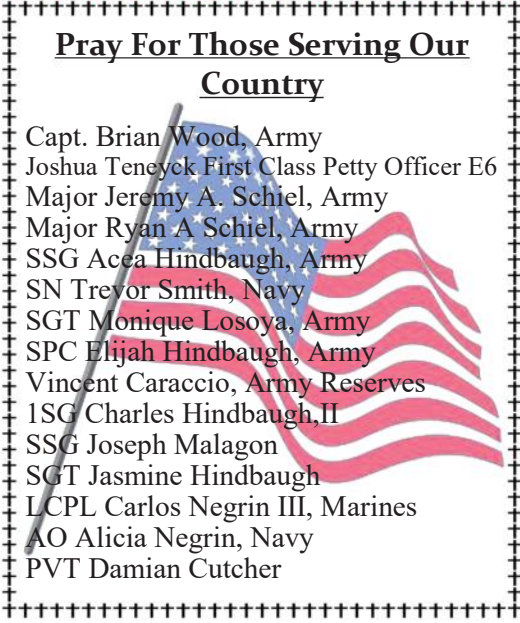 Pray For Those Serving Our
Country
Capt. Brian Wood, Army
Joshua Teneyck First Class Petty Officer E6
Major Jeremy A. Schiel, Army
Major Ryan A Schiel, Army
SSG Acea Hindbaugh, Army
SN Trevor Smith, Navy
SGT Monique Losoya, Army
SPC Elijah Hindbaugh, Army
Vincent Caraccio, Army Reserves
1SG Charles Hindbaugh,II
SSG Joseph Malagon
SGT Jasmine Hindbaugh
LCPL Carlos Negrin III, Marines
AO Alicia Negrin, Navy
PVT Damian Cutcher